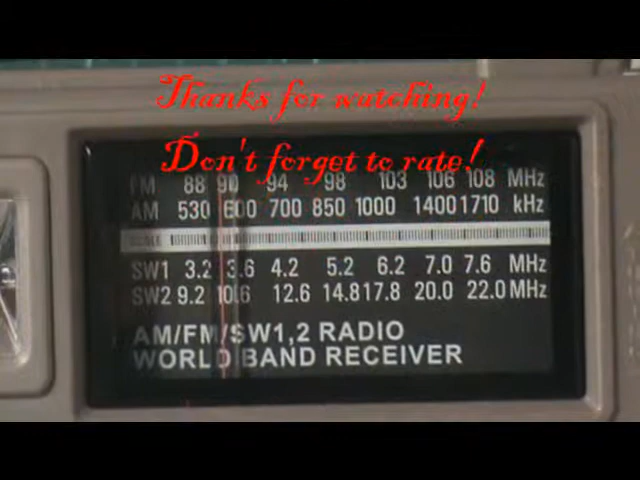 Thanks for watching!
Don't forget to rate!
FM 88 90 94 98 103 106 108 MHz
AM 530 600 700 850 1000 1400 1710 kHz
SW1 3.2 3.6 4.2 5.2 6.2 7.0 7.6 MHz
SW2 9.2 10.6 12.6 14.8 17.8 20.0 22.0 MHz
AM/FM/SW1,2 RADIO
WORLD BAND RECEIVER